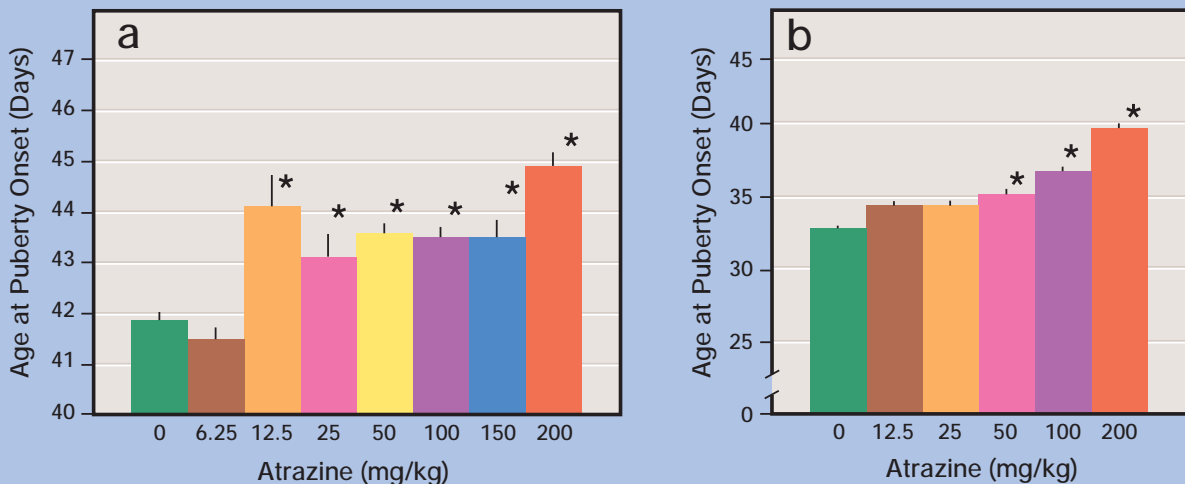 a
Age at Puberty Onset (Days)
47
46
45
44
43
42
41
40
*
*
*
*
*
*
0 6.25 12.5 25 50 100 150 200
Atrazine (mg/kg)
b
Age at Puberty Onset (Days)
45
40
35
30
25
0
*
*
*
0 12.5 25 50 100 200
Atrazine (mg/kg)